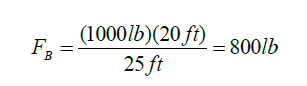 F_B = (1000lb)(20 ft) / 25 ft = 800lb